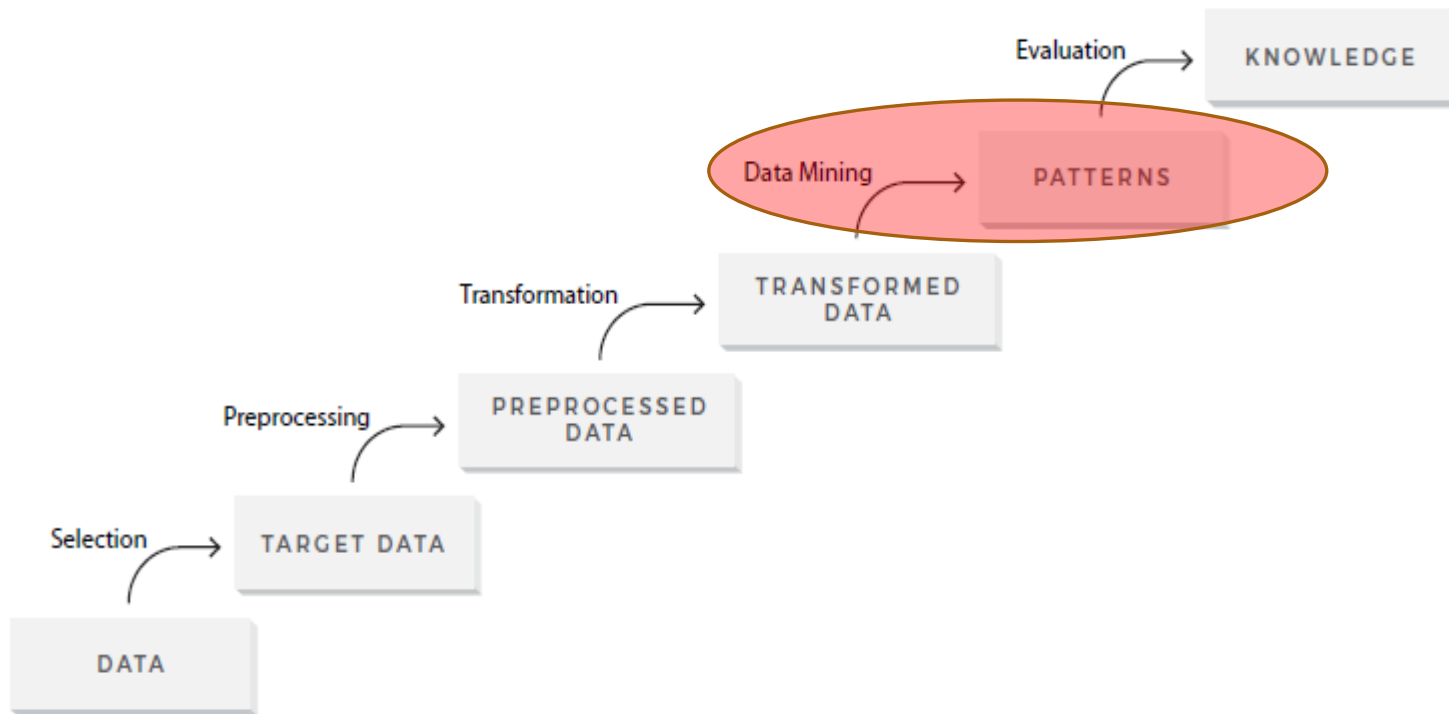 Evaluation
KNOWLEDGE
Data Mining
PATTERNS
Transformation
TRANSFORMED
DATA
Preprocessing
PREPROCESSED
DATA
Selection
TARGET DATA
DATA